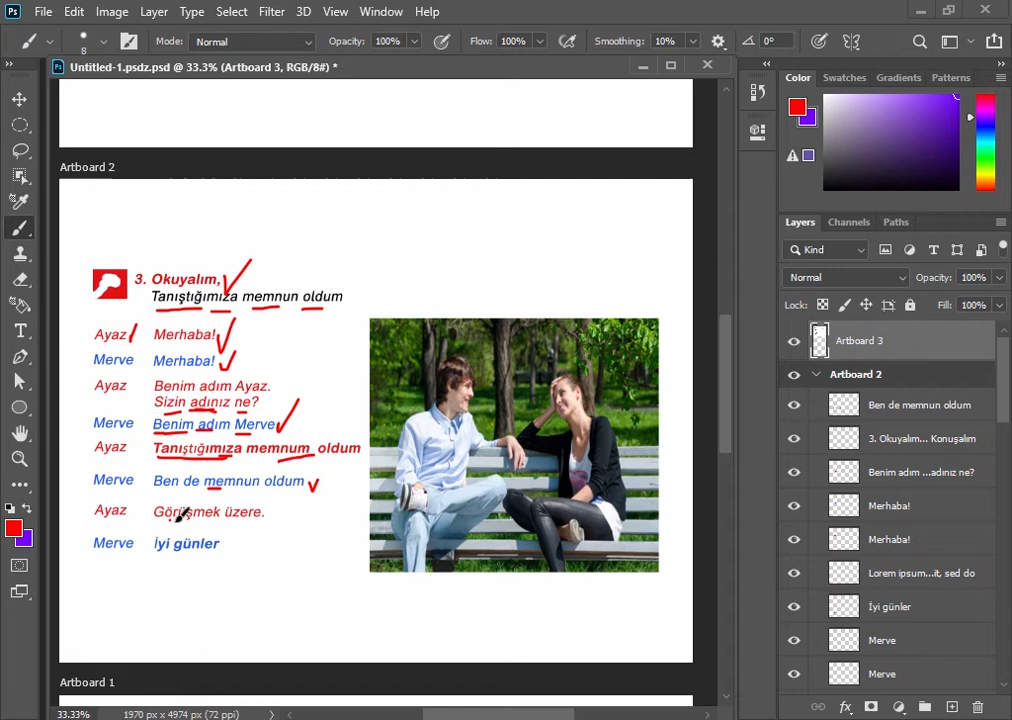 Ps File Edit Image Layer Type Select Filter 3D View Window Help
8 Mode: Normal Opacity: 100% Flow: 100% Smoothing: 10% 0°
Untitled-1.psdz.psd @ 33.3% (Artboard 3, RGB/8#) *
Artboard 2
3. Okuyalım,
Tanıştığımıza memnun oldum
Ayaz Merhaba!
Merve Merhaba!
Ayaz Benim adım Ayaz.
Sizin adınız ne?
Merve Benim adım Merve
Ayaz Tanıştığımıza memnum oldum
Merve Ben de memnun oldum
Ayaz Görüşmek üzere.
Merve İyi günler
Artboard 1
33.33% 1970 px x 4974 px (72 ppi)
Color Swatches Gradients Patterns
Layers Channels Paths
Kind
Normal Opacity: 100%
Lock: Fill: 100%
Artboard 3
Artboard 2
Ben de memnun oldum
3. Okuyalım... Konuşalım
Benim adım ...adınız ne?
Merhaba!
Merhaba!
Lorem ipsum...it, sed do
İyi günler
Merve
Merve
fx